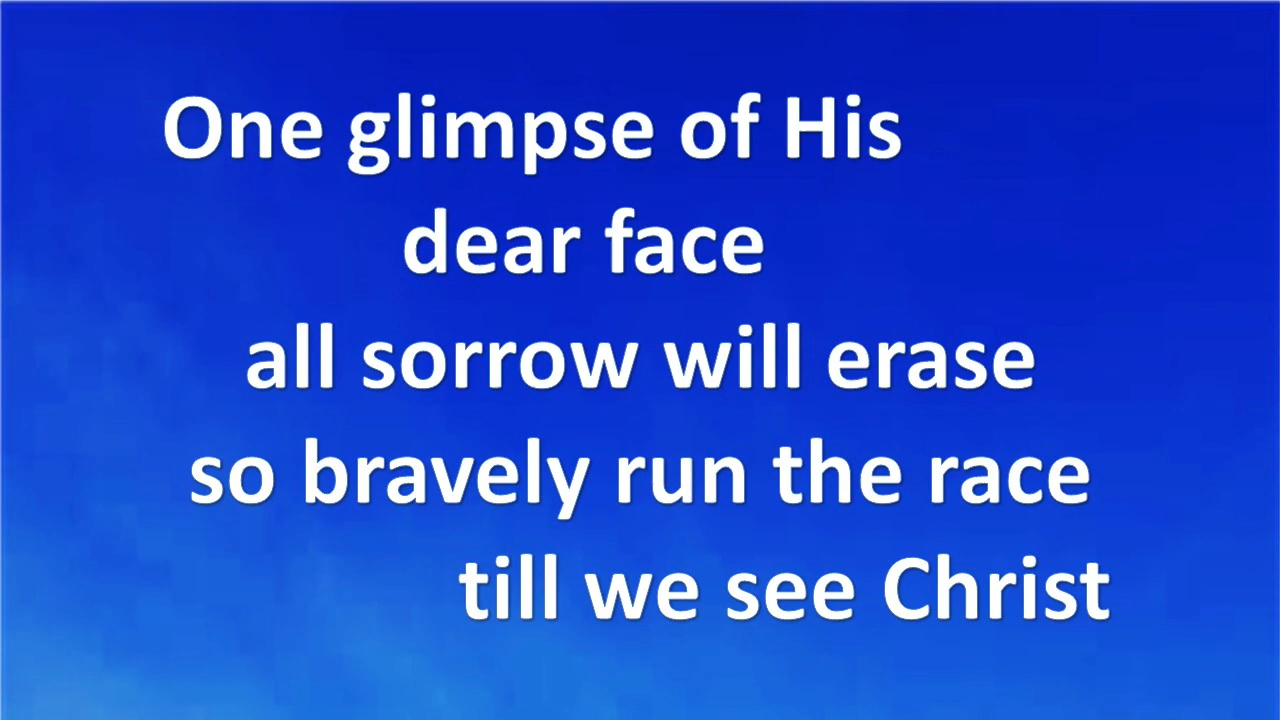 One glimpse of His
dear face
all sorrow will erase
so bravely run the race
till we see Christ